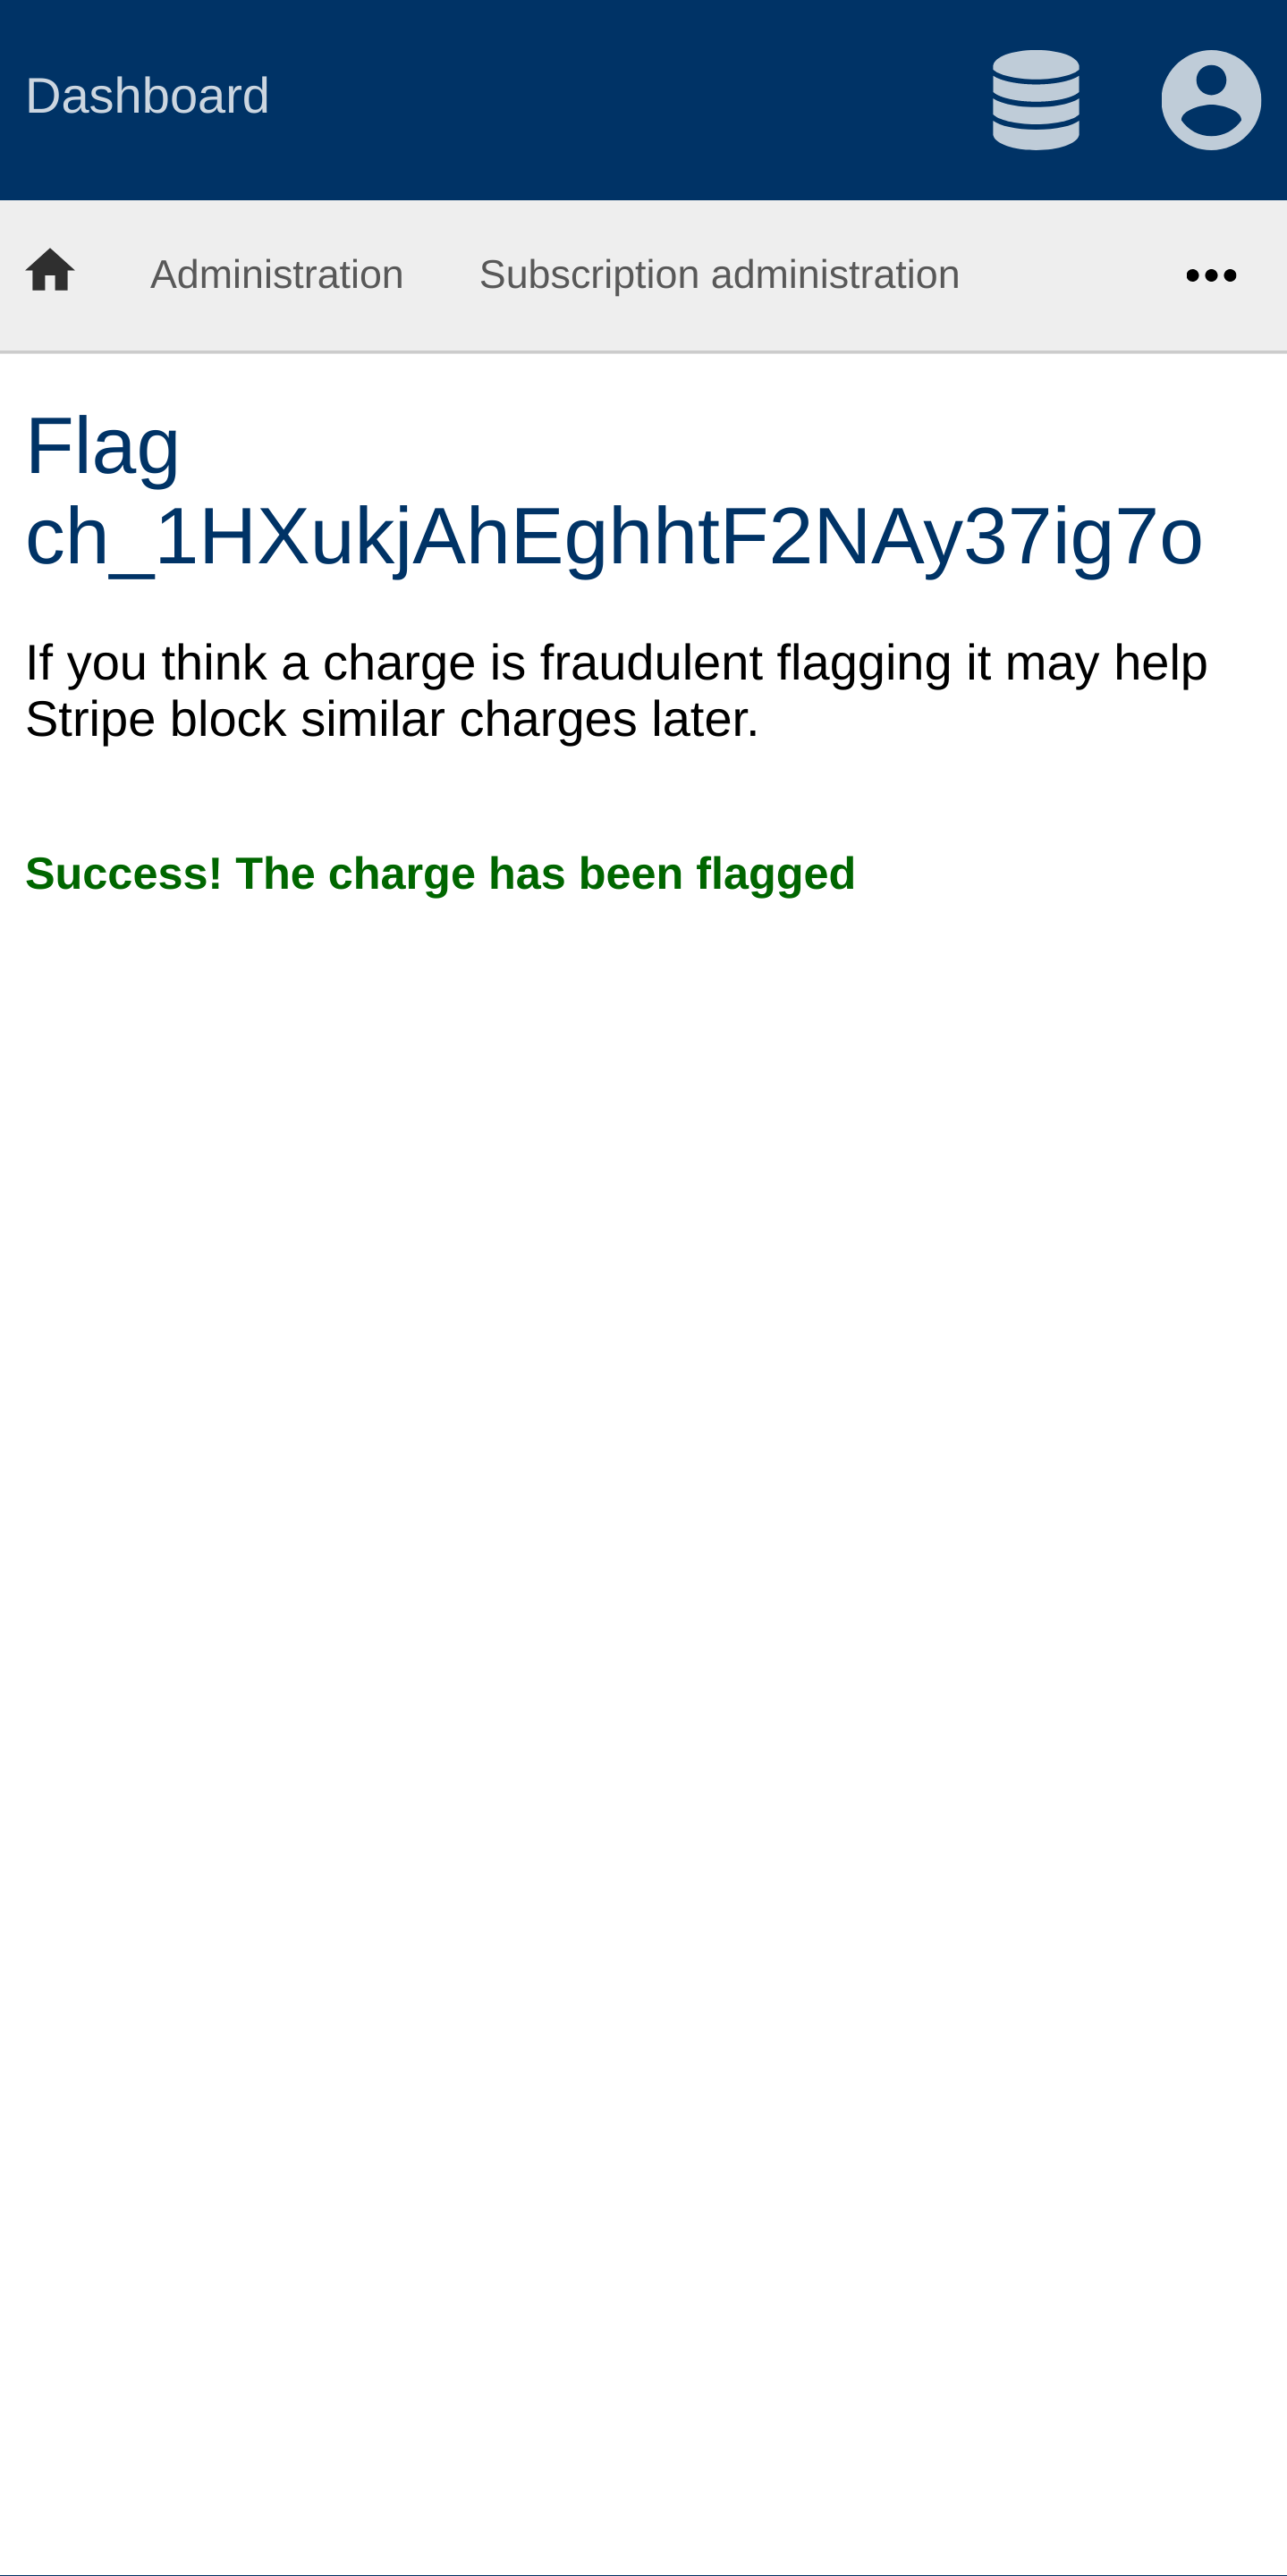 Dashboard
Administration Subscription administration
Flag
ch_1HXukjAhEghhtF2NAy37ig7o
If you think a charge is fraudulent flagging it may help
Stripe block similar charges later.
Success! The charge has been flagged